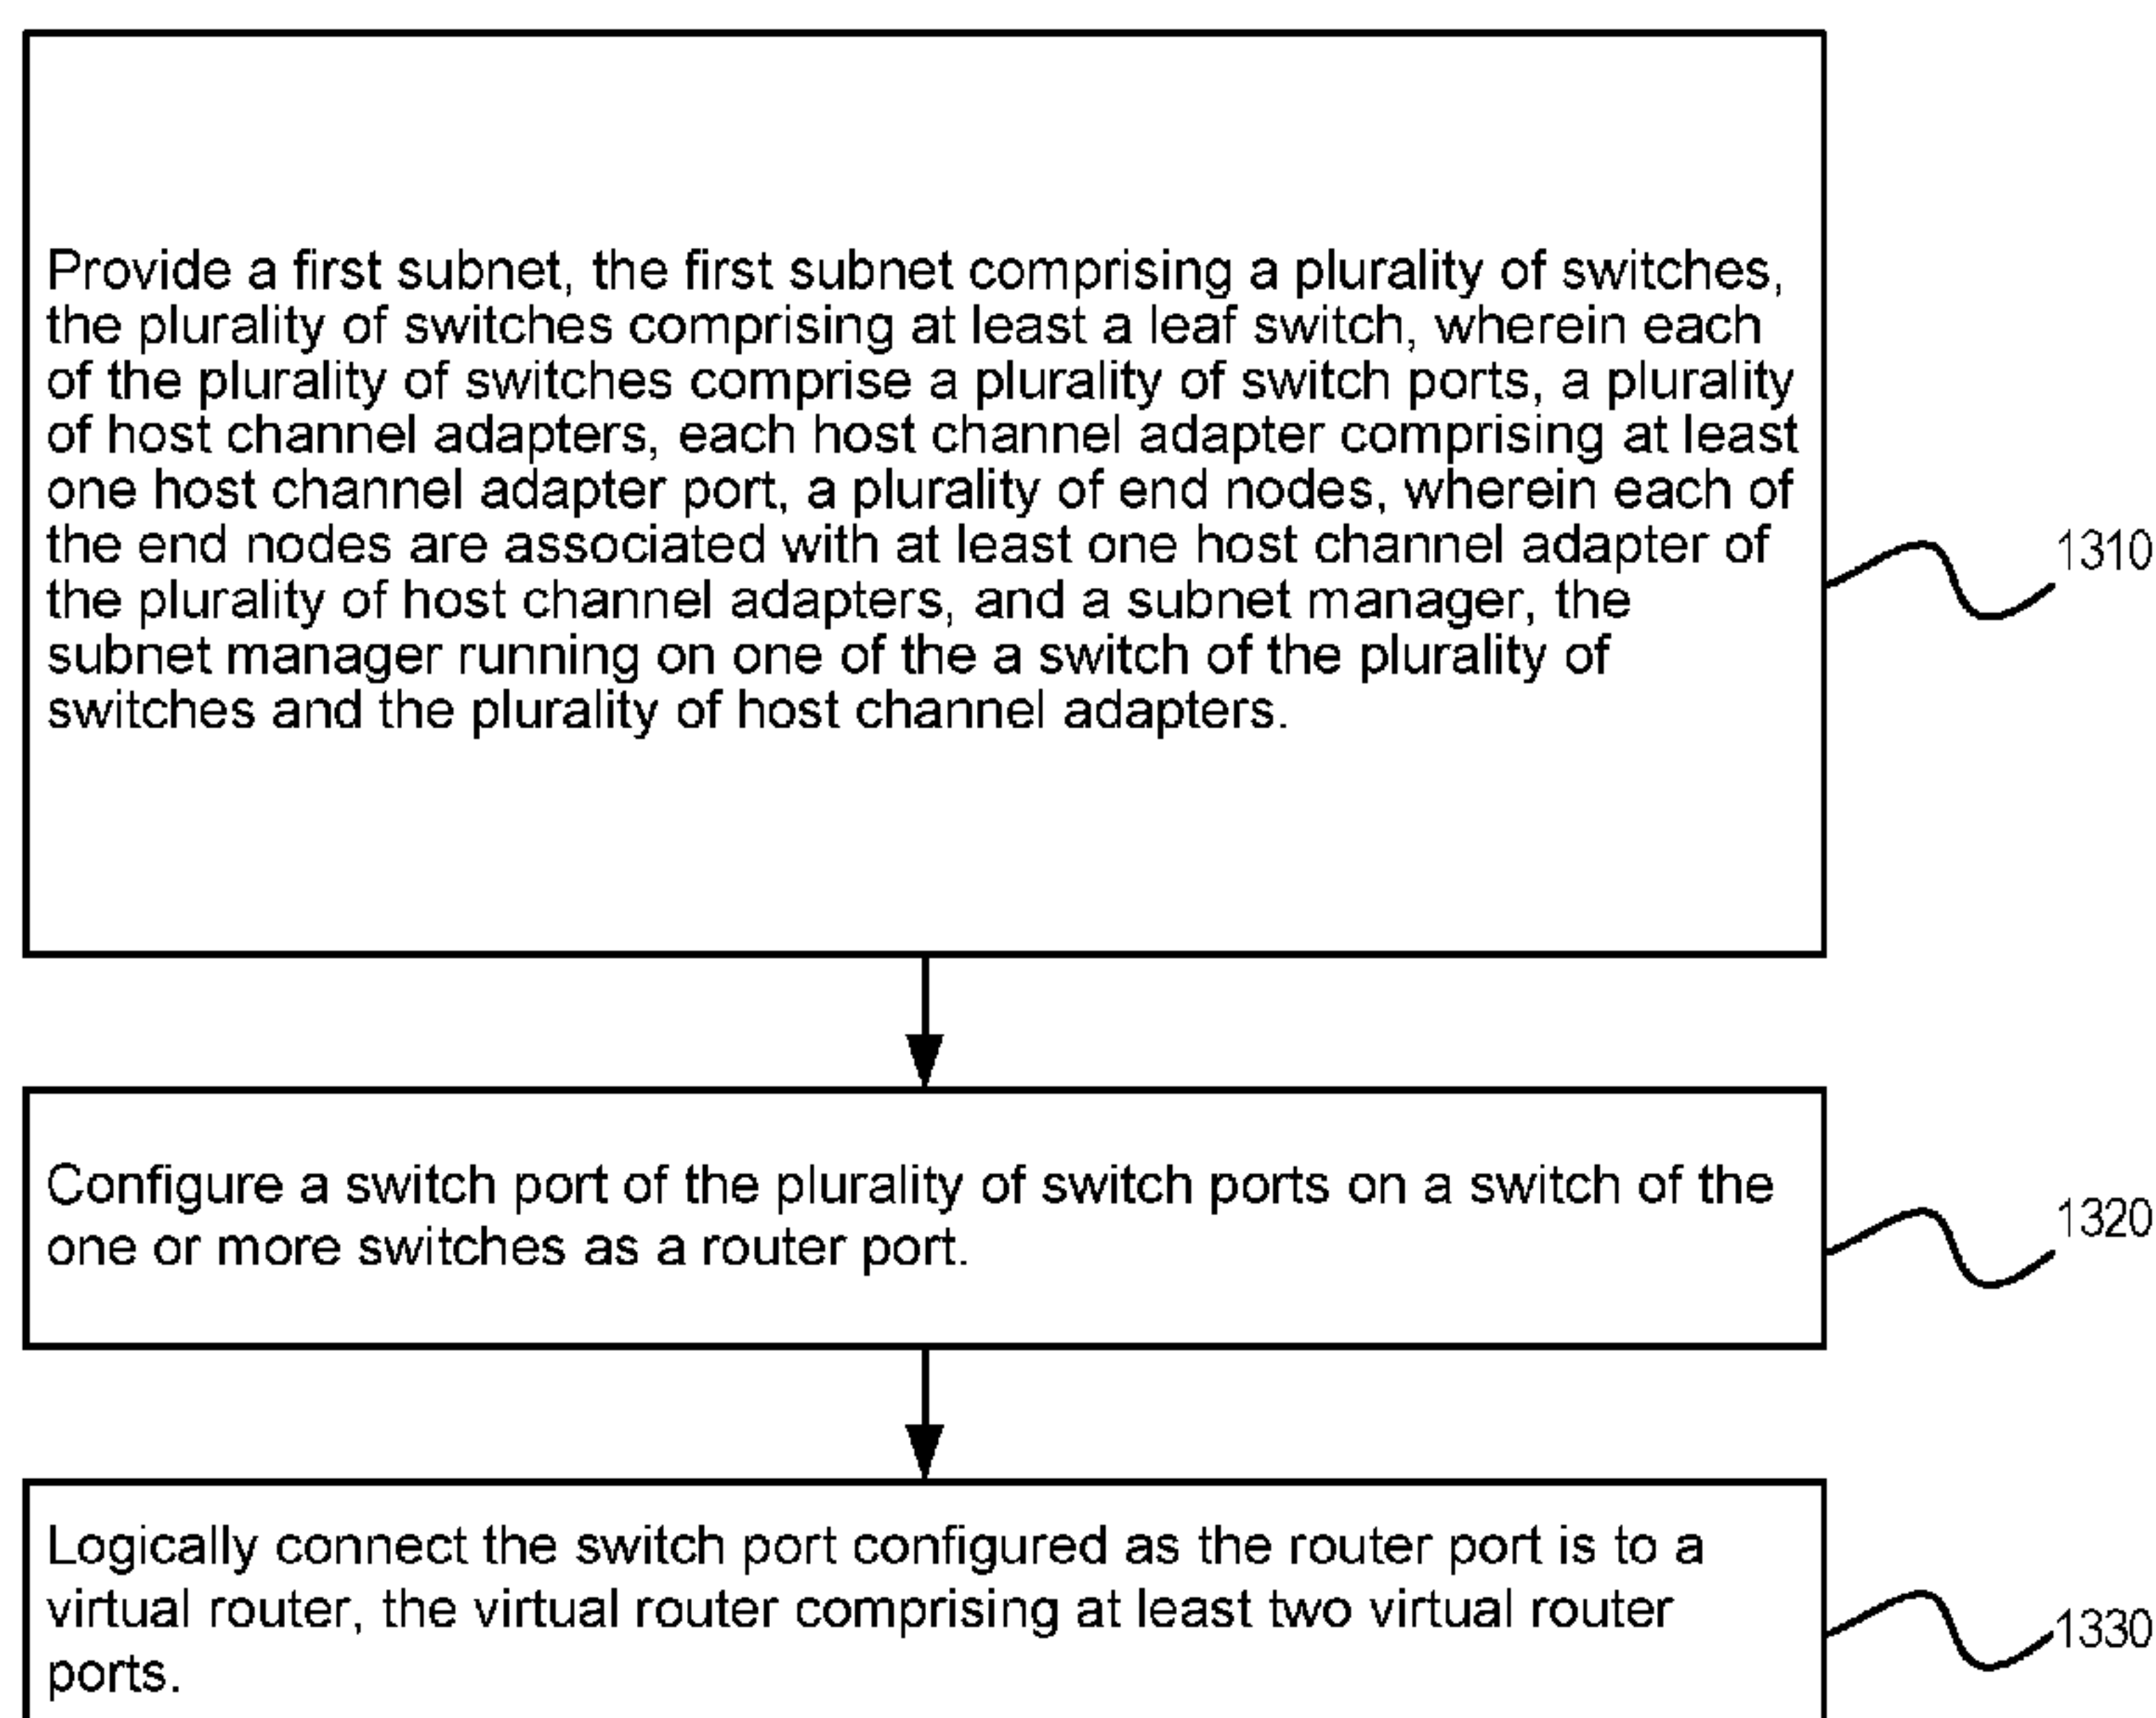 Provide a first subnet, the first subnet comprising a plurality of switches,
the plurality of switches comprising at least a leaf switch, wherein each
of the plurality of switches comprise a plurality of switch ports, a plurality
of host channel adapters, each host channel adapter comprising at least
one host channel adapter port, a plurality of end nodes, wherein each of
the end nodes are associated with at least one host channel adapter of
the plurality of host channel adapters, and a subnet manager, the
subnet manager running on one of the a switch of the plurality of
switches and the plurality of host channel adapters.
1310
Configure a switch port of the plurality of switch ports on a switch of the
one or more switches as a router port.
1320
Logically connect the switch port configured as the router port is to a
virtual router, the virtual router comprising at least two virtual router
ports.
1330